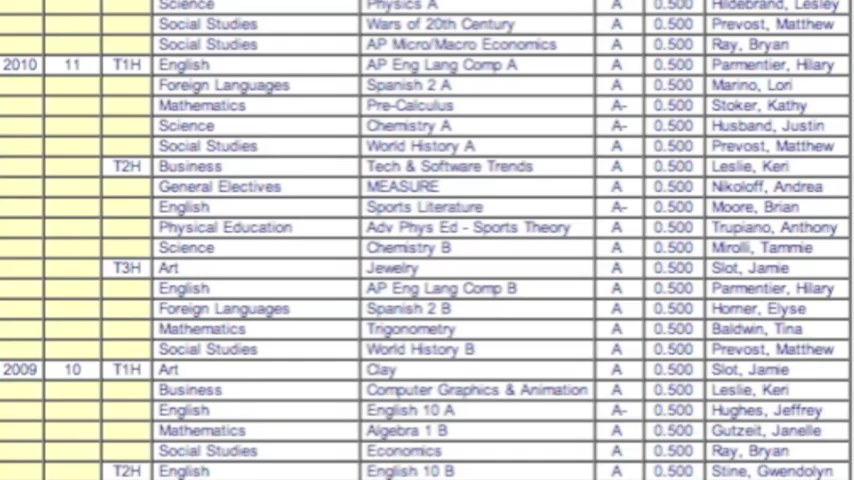 Science Physics A A 0.500 Hildebrand, Lesley
Social Studies Wars of 20th Century A 0.500 Prevost, Matthew
Social Studies AP Micro/Macro Economics A 0.500 Ray, Bryan
2010 11 T1H English AP Eng Lang Comp A A 0.500 Parmentier, Hilary
Foreign Languages Spanish 2 A A 0.500 Marino, Lori
Mathematics Pre-Calculus A- 0.500 Stoker, Kathy
Science Chemistry A A- 0.500 Husband, Justin
Social Studies World History A A 0.500 Prevost, Matthew
T2H Business Tech & Software Trends A 0.500 Leslie, Keri
General Electives MEASURE A 0.500 Nikoloff, Andrea
English Sports Literature A- 0.500 Moore, Brian
Physical Education Adv Phys Ed - Sports Theory A 0.500 Trupiano, Anthony
Science Chemistry B A 0.500 Mirolli, Tammie
T3H Art Jewelry A 0.500 Slot, Jamie
English AP Eng Lang Comp B A 0.500 Parmentier, Hilary
Foreign Languages Spanish 2 B A 0.500 Horner, Elyse
Mathematics Trigonometry A 0.500 Baldwin, Tina
Social Studies World History B A 0.500 Prevost, Matthew
2009 10 T1H Art Clay A 0.500 Slot, Jamie
Business Computer Graphics & Animation A 0.500 Leslie, Keri
English English 10 A A- 0.500 Hughes, Jeffrey
Mathematics Algebra 1 B A 0.500 Gutzeit, Janelle
Social Studies Economics A 0.500 Ray, Bryan
T2H English English 10 B A 0.500 Stine, Gwendolyn